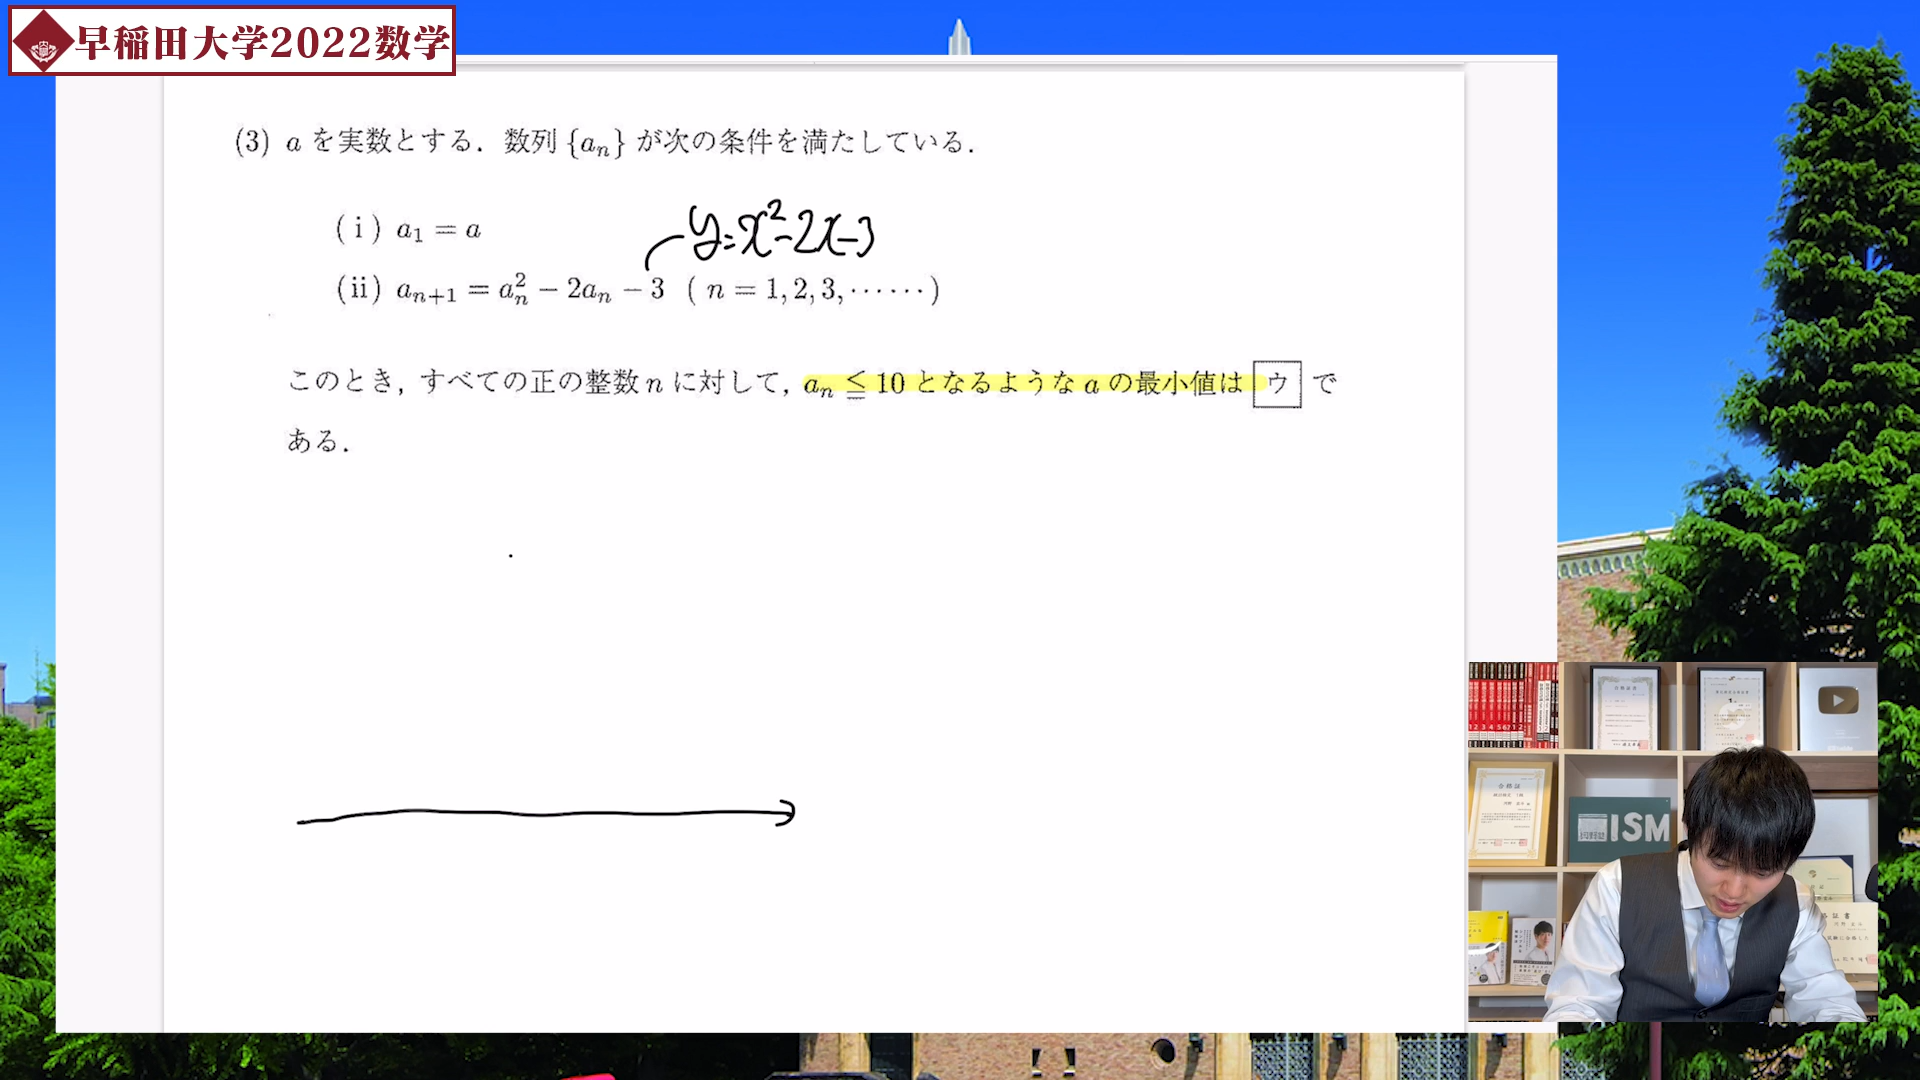 早稲田大学2022数学
(3) a を実数とする. 数列 {aₙ} が次の条件を満たしている.
(i) a₁ = a
y=x²-2x-3
(ii) aₙ₊₁ = aₙ² − 2aₙ − 3 ( n = 1, 2, 3, ⋯⋯ )
このとき, すべての正の整数 n に対して, aₙ ≦ 10 となるような a の最小値は ウ で
ある.
合格証
ISM